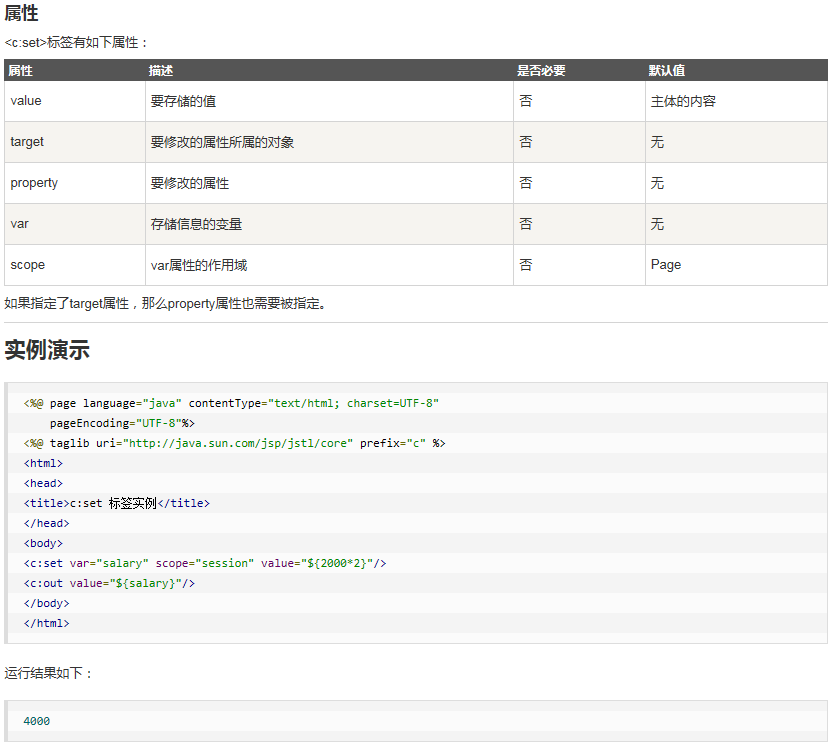 属性
<c:set>标签有如下属性：
属性 描述 是否必要 默认值
value 要存储的值 否 主体的内容
target 要修改的属性所属的对象 否 无
property 要修改的属性 否 无
var 存储信息的变量 否 无
scope var属性的作用域 否 Page
如果指定了target属性，那么property属性也需要被指定。
实例演示
<%@ page language="java" contentType="text/html; charset=UTF-8"
    pageEncoding="UTF-8"%>
<%@ taglib uri="http://java.sun.com/jsp/jstl/core" prefix="c" %>
<html>
<head>
<title>c:set 标签实例</title>
</head>
<body>
<c:set var="salary" scope="session" value="${2000*2}"/>
<c:out value="${salary}"/>
</body>
</html>
运行结果如下：
4000